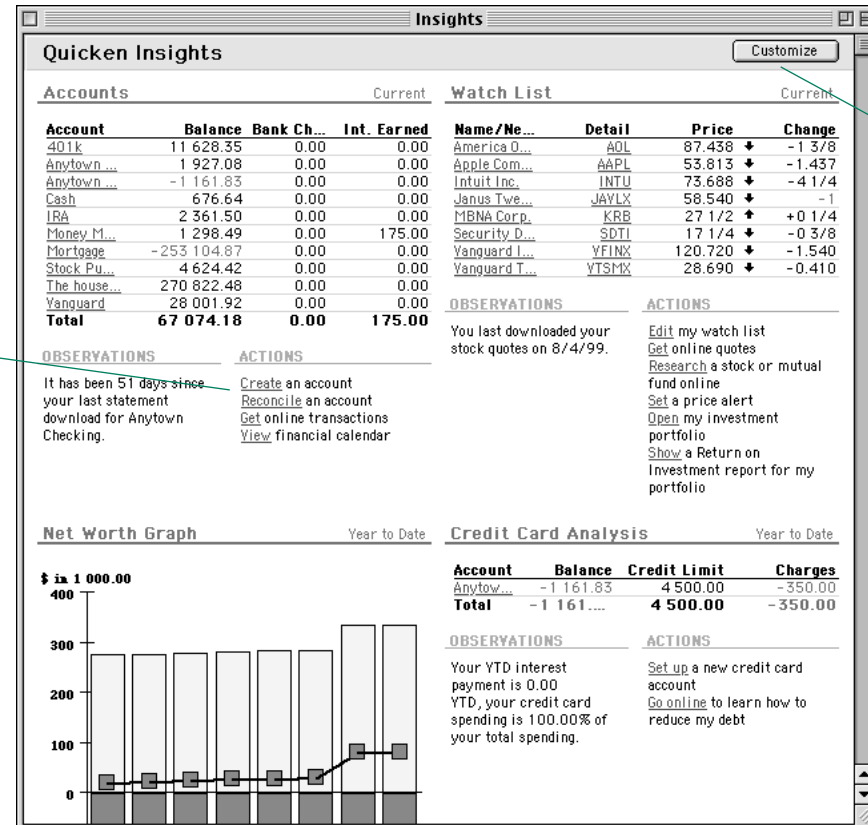 Insights
Quicken Insights
Customize
Accounts Current
Account Balance Bank Ch... Int. Earned
401k 11 628.35 0.00 0.00
Anytown ... 1 927.08 0.00 0.00
Anytown ... -1 161.83 0.00 0.00
Cash 676.64 0.00 0.00
IRA 2 361.50 0.00 0.00
Money M... 1 298.49 0.00 175.00
Mortgage -253 104.87 0.00 0.00
Stock Pu... 4 624.42 0.00 0.00
The house... 270 822.48 0.00 0.00
Vanguard 28 001.92 0.00 0.00
Total 67 074.18 0.00 175.00
OBSERVATIONS
It has been 51 days since
your last statement
download for Anytown
Checking.
ACTIONS
Create an account
Reconcile an account
Get online transactions
View financial calendar
Watch List Current
Name/Ne... Detail Price Change
America O... AOL 87.438 -1 3/8
Apple Com... AAPL 53.813 -1.437
Intuit Inc. INTU 73.688 -4 1/4
Janus Twe... JAVLX 58.540 -1
MBNA Corp. KRB 27 1/2 +0 1/4
Security D... SDTI 17 1/4 -0 3/8
Vanguard I... VFINX 120.720 -1.540
Vanguard T... VTSMX 28.690 -0.410
OBSERVATIONS
You last downloaded your
stock quotes on 8/4/99.
ACTIONS
Edit my watch list
Get online quotes
Research a stock or mutual
fund online
Set a price alert
Open my investment
portfolio
Show a Return on
Investment report for my
portfolio
Net Worth Graph Year to Date
$ in 1 000.00
400
300
200
100
0
Credit Card Analysis Year to Date
Account Balance Credit Limit Charges
Anytow... -1 161.83 4 500.00 -350.00
Total -1 161.... 4 500.00 -350.00
OBSERVATIONS
Your YTD interest
payment is 0.00
YTD, your credit card
spending is 100.00% of
your total spending.
ACTIONS
Set up a new credit card
account
Go online to learn how to
reduce my debt